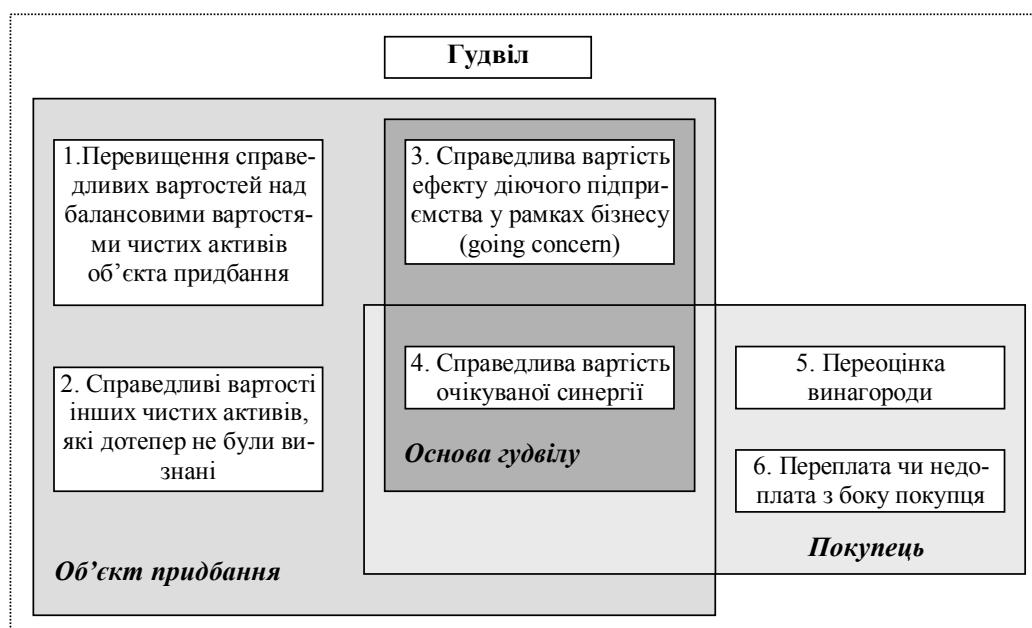 Гудвіл
1.Перевищення справе-
дливих вартостей над
балансовими вартостя-
ми чистих активів
об’єкта придбання
3. Справедлива вартість
ефекту діючого підпри-
ємства у рамках бізнесу
(going concern)
2. Справедливі вартості
інших чистих активів,
які дотепер не були ви-
знані
4. Справедлива вартість
очікуваної синергії
5. Переоцінка
винагороди
Основа гудвілу
6. Переплата чи недо-
плата з боку покупця
Покупець
Об’єкт придбання